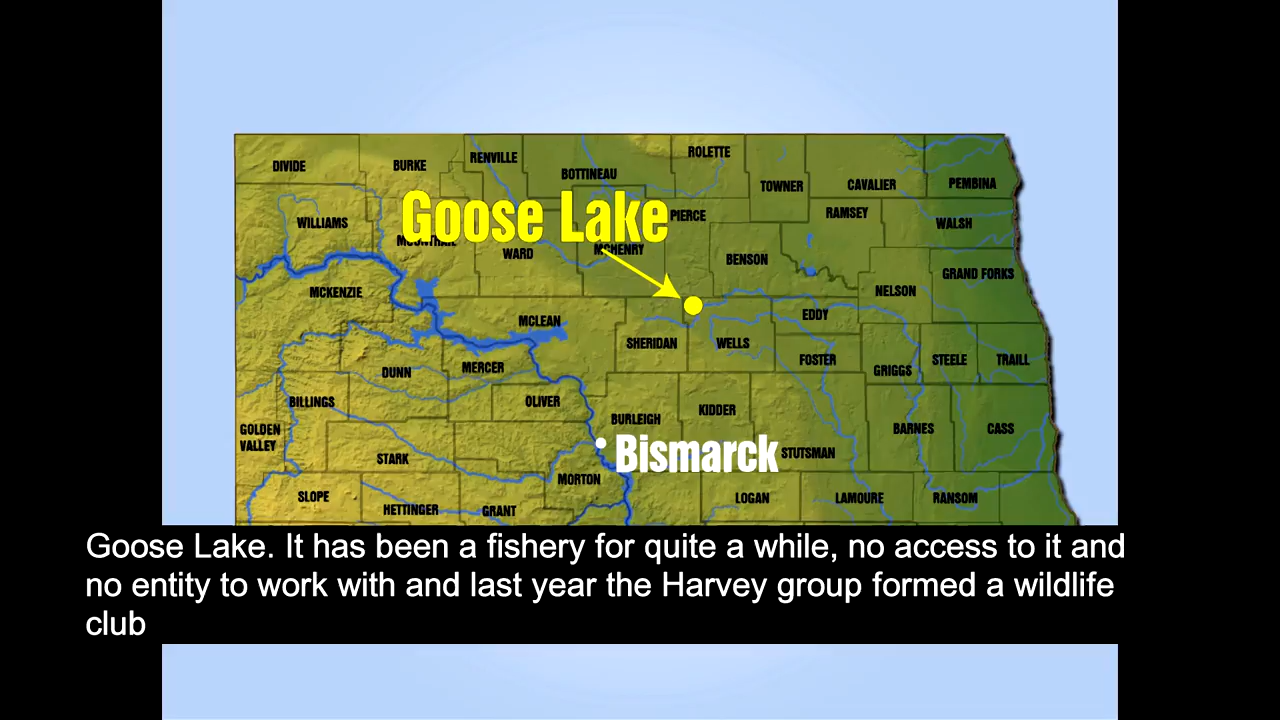 DIVIDE
BURKE
RENVILLE
BOTTINEAU
ROLETTE
TOWNER
CAVALIER
PEMBINA
WILLIAMS
Goose Lake
PIERCE
RAMSEY
WALSH
WARD
MCHENRY
BENSON
MCKENZIE
NELSON
GRAND FORKS
MCLEAN
EDDY
SHERIDAN
WELLS
FOSTER
GRIGGS
STEELE
TRAILL
DUNN
MERCER
BILLINGS
OLIVER
BURLEIGH
KIDDER
GOLDEN
VALLEY
BARNES
CASS
STARK
Bismarck
STUTSMAN
MORTON
SLOPE
HETTINGER
GRANT
LOGAN
LAMOURE
RANSOM
Goose Lake. It has been a fishery for quite a while, no access to it and
no entity to work with and last year the Harvey group formed a wildlife
club